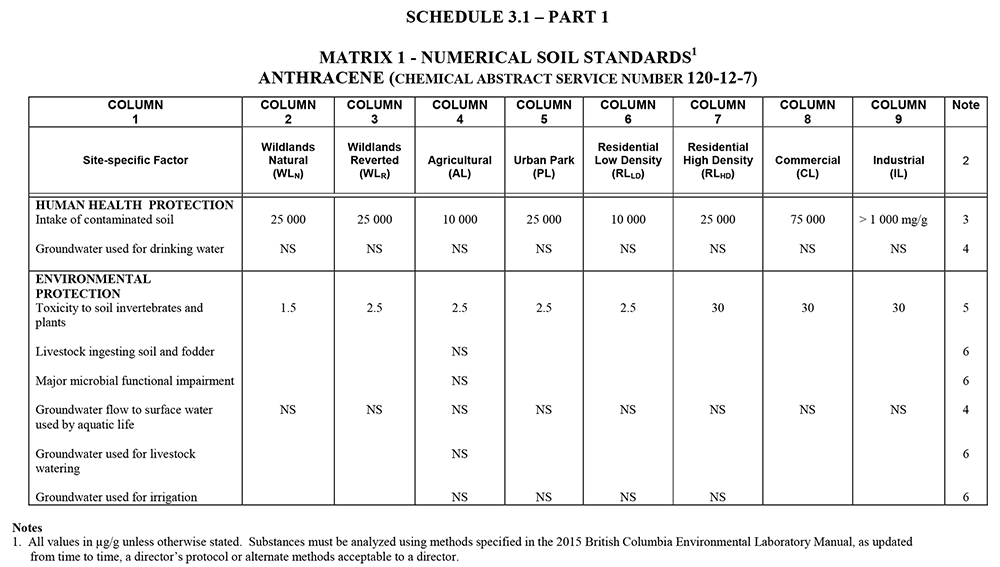 SCHEDULE 3.1 – PART 1
MATRIX 1 - NUMERICAL SOIL STANDARDS1
ANTHRACENE (CHEMICAL ABSTRACT SERVICE NUMBER 120-12-7)
COLUMN 1 COLUMN 2 COLUMN 3 COLUMN 4 COLUMN 5 COLUMN 6 COLUMN 7 COLUMN 8 COLUMN 9 Note
Site-specific Factor Wildlands Natural (WLN) Wildlands Reverted (WLR) Agricultural (AL) Urban Park (PL) Residential Low Density (RLLD) Residential High Density (RLHD) Commercial (CL) Industrial (IL) 2
HUMAN HEALTH PROTECTION
Intake of contaminated soil 25 000 25 000 10 000 25 000 10 000 25 000 75 000 > 1 000 mg/g 3
Groundwater used for drinking water NS NS NS NS NS NS NS NS 4
ENVIRONMENTAL
PROTECTION
Toxicity to soil invertebrates and 1.5 2.5 2.5 2.5 2.5 30 30 30 5
plants
Livestock ingesting soil and fodder NS 6
Major microbial functional impairment NS 6
Groundwater flow to surface water NS NS NS NS NS NS NS NS 4
used by aquatic life
Groundwater used for livestock NS 6
watering
Groundwater used for irrigation NS NS NS NS 6
Notes
1. All values in µg/g unless otherwise stated. Substances must be analyzed using methods specified in the 2015 British Columbia Environmental Laboratory Manual, as updated
from time to time, a director's protocol or alternate methods acceptable to a director.